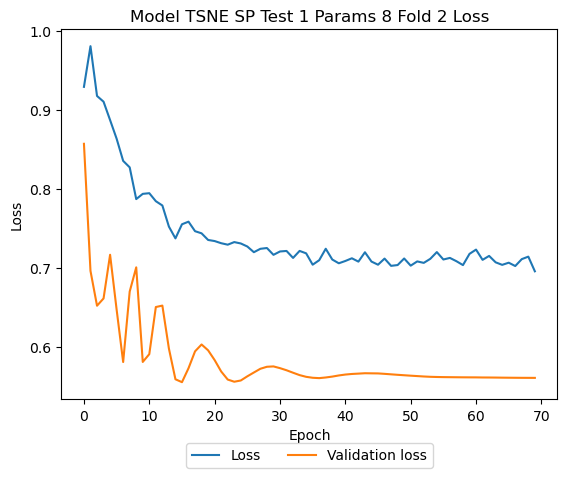 Model TSNE SP Test 1 Params 8 Fold 2 Loss
1.0
0.9
0.8
0.7
0.6
Loss
0 10 20 30 40 50 60 70
Epoch
Loss Validation loss